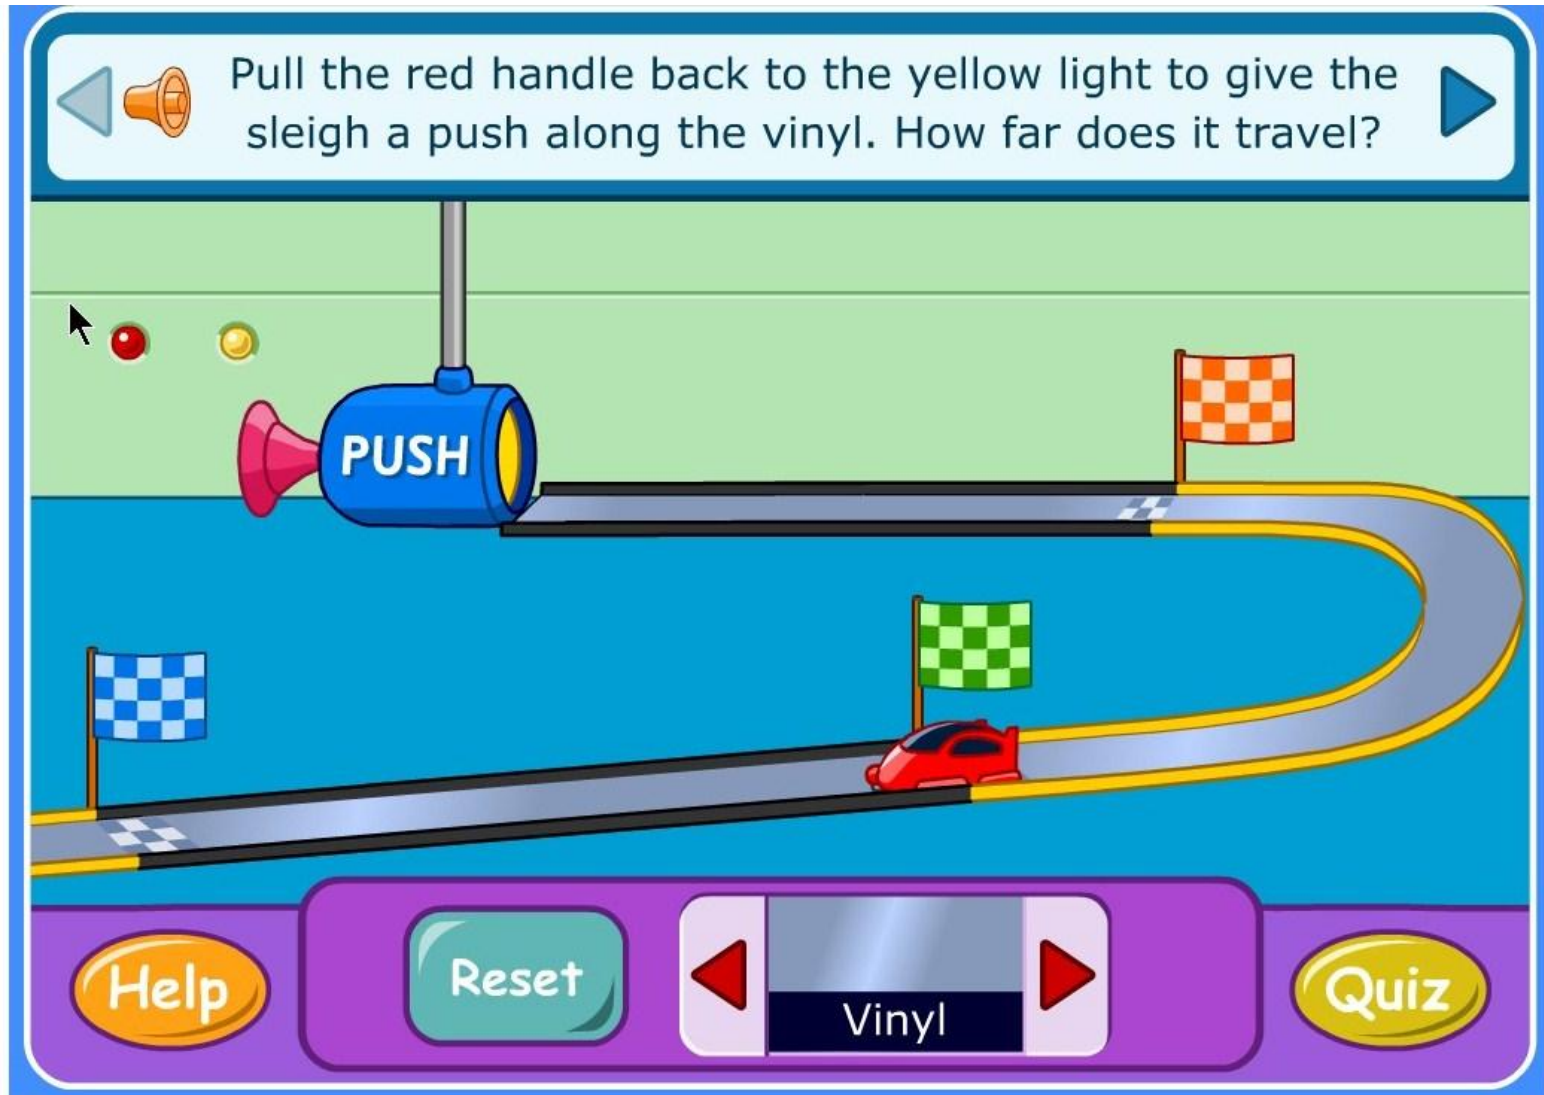 Pull the red handle back to the yellow light to give the
sleigh a push along the vinyl. How far does it travel?
PUSH
Help
Reset
Vinyl
Quiz